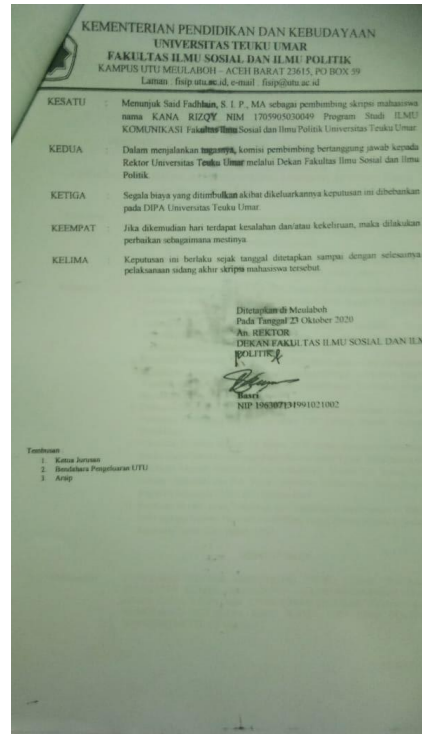 KEMENTERIAN PENDIDIKAN DAN KEBUDAYAAN
UNIVERSITAS TEUKU UMAR
FAKULTAS ILMU SOSIAL DAN ILMU POLITIK
KAMPUS UTU MEULABOH – ACEH BARAT 23615, PO BOX 59
Laman : fisip.utu.ac.id, e-mail : fisip@utu.ac.id
KESATU : Menunjuk Said Fadhlain, S. I. P., MA sebagai pembimbing skripsi mahasiswa
nama KANA RIZQY NIM 1705905030049 Program Studi ILMU
KOMUNIKASI Fakultas Ilmu Sosial dan Ilmu Politik Universitas Teuku Umar.
KEDUA : Dalam menjalankan tugasnya, komisi pembimbing bertanggung jawab kepada
Rektor Universitas Teuku Umar melalui Dekan Fakultas Ilmu Sosial dan Ilmu
Politik.
KETIGA : Segala biaya yang ditimbulkan akibat dikeluarkannya keputusan ini dibebankan
pada DIPA Universitas Teuku Umar.
KEEMPAT : Jika dikemudian hari terdapat kesalahan dan/atau kekeliruan, maka dilakukan
perbaikan sebagaimana mestinya.
KELIMA : Keputusan ini berlaku sejak tanggal ditetapkan sampai dengan selesainya
pelaksanaan sidang akhir skripsi mahasiswa tersebut.
Ditetapkan di Meulaboh
Pada Tanggal 23 Oktober 2020
An. REKTOR
DEKAN FAKULTAS ILMU SOSIAL DAN ILM
POLITIK
Basri
NIP 196307131991021002
Tembusan
1. Ketua Jurusan
2. Bendahara Pengeluaran UTU
3. Arsip